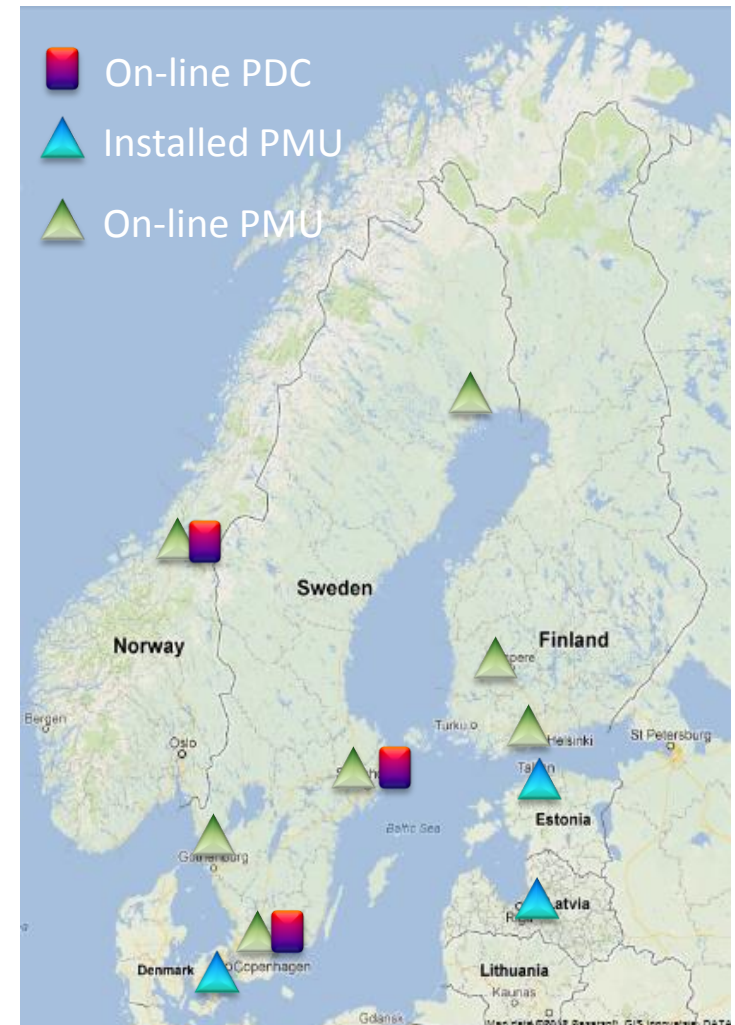 On-line PDC
Installed PMU
On-line PMU
Sweden
Norway
Finland
Bergen
Oslo
Turku
Helsinki
St Petersburg
Estonia
Baltic Sea
Latvia
Denmark
Copenhagen
Lithuania
Kaunas
Gdansk